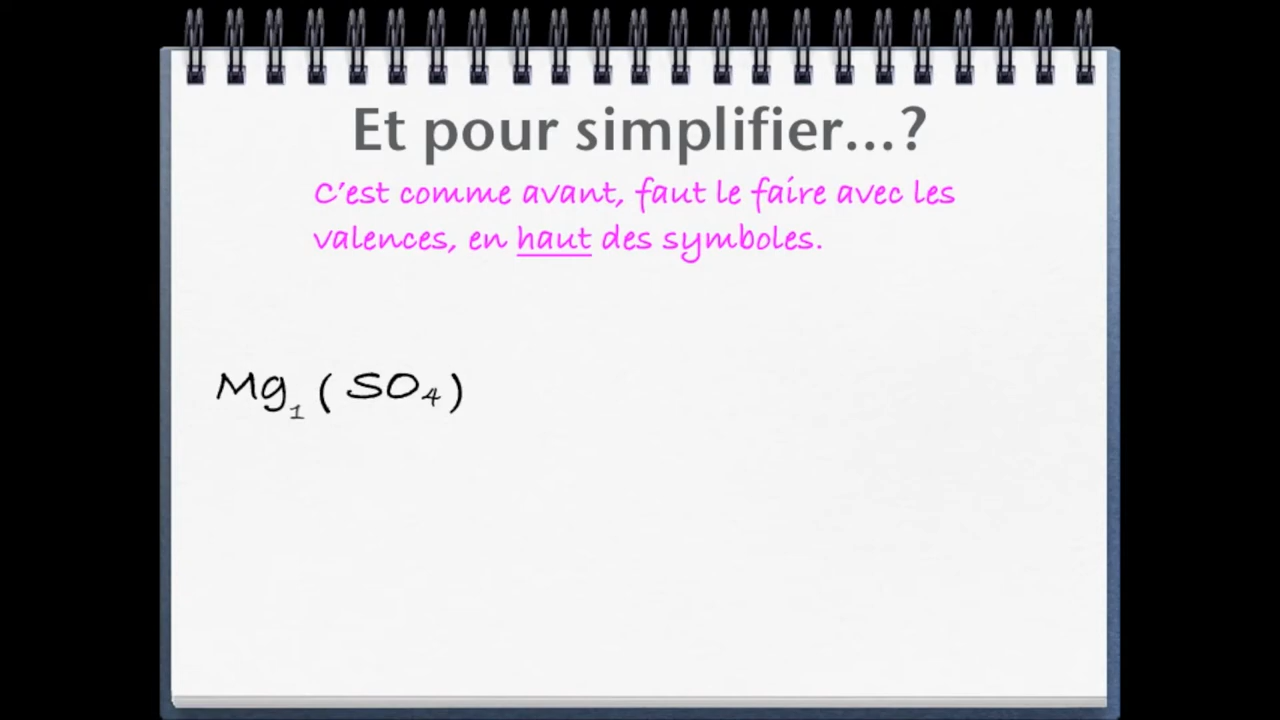 Et pour simplifier...?
C'est comme avant, faut le faire avec les
valences, en haut des symboles.
Mg₁ ( SO₄ )